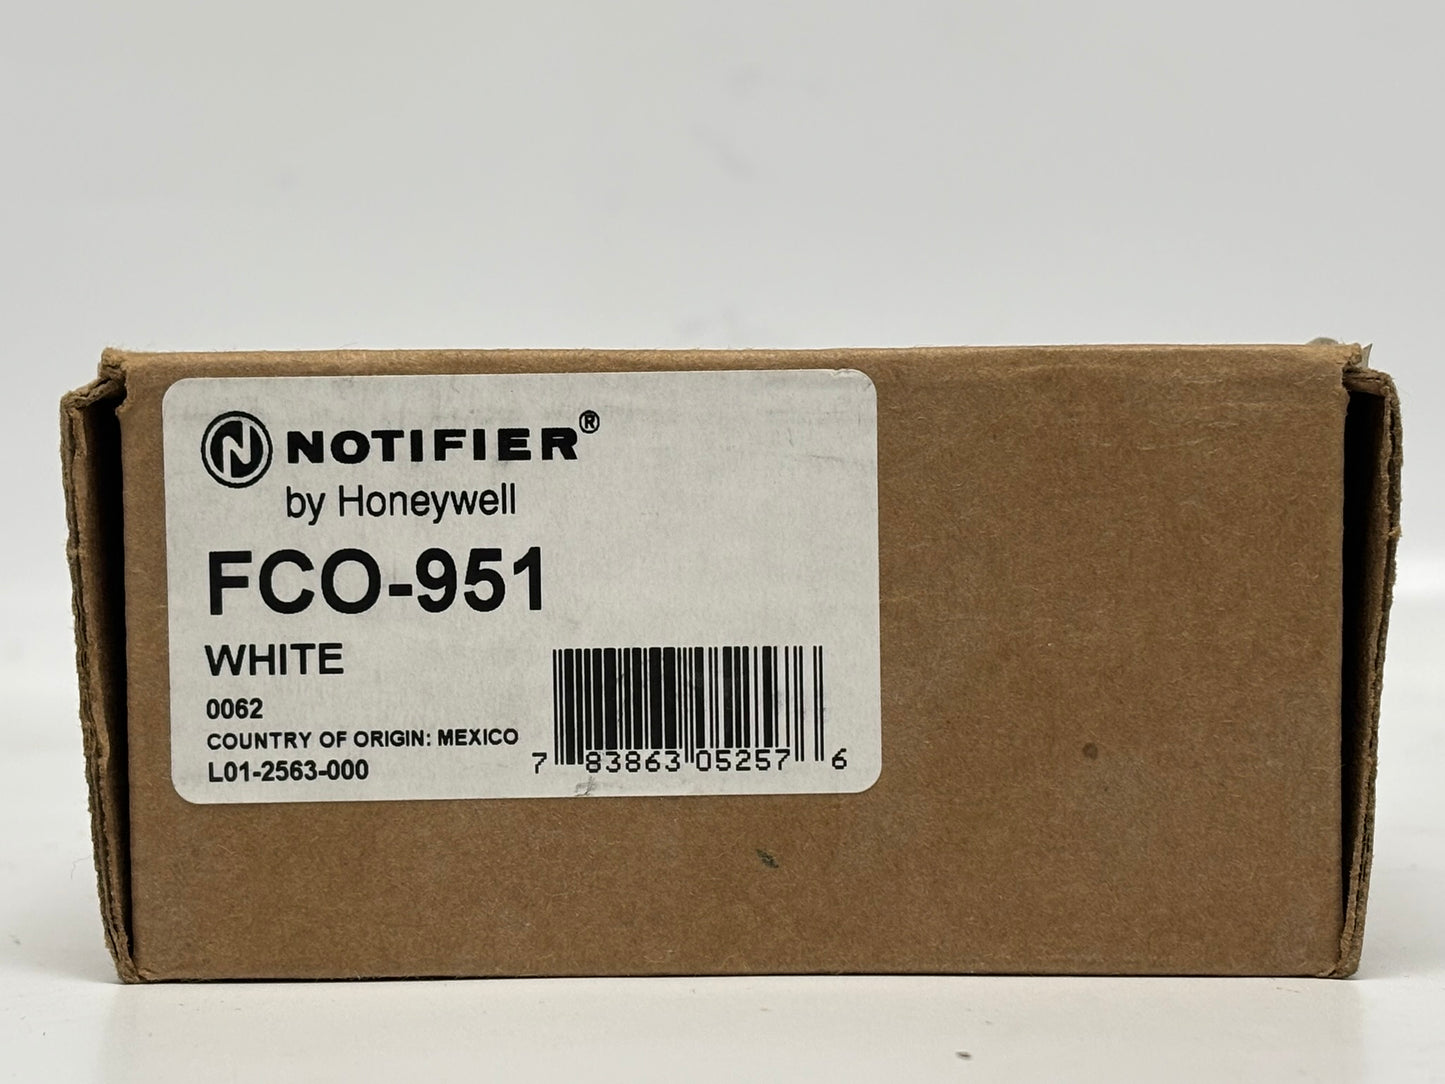 NOTIFIER®
by Honeywell
FCO-951
WHITE
0062
COUNTRY OF ORIGIN: MEXICO
L01-2563-000
7 83863 05257 6